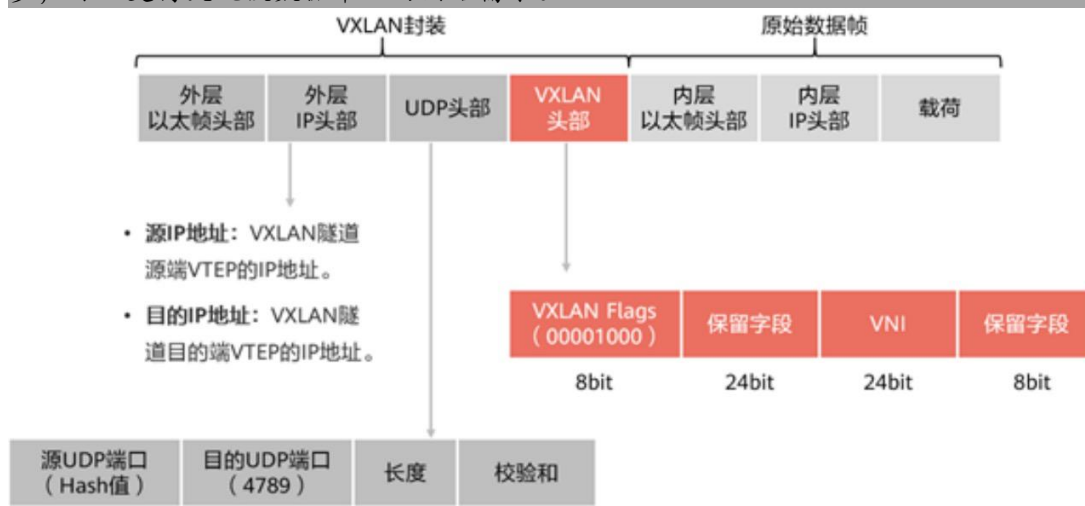 VXLAN封装
原始数据帧
外层
以太帧头部
外层
IP头部
UDP头部
VXLAN
头部
内层
以太帧头部
内层
IP头部
载荷
• 源IP地址：VXLAN隧道
源端VTEP的IP地址。
• 目的IP地址：VXLAN隧
道目的端VTEP的IP地址。
VXLAN Flags
（00001000）
保留字段
VNI
保留字段
8bit
24bit
24bit
8bit
源UDP端口
（Hash值）
目的UDP端口
（4789）
长度
校验和